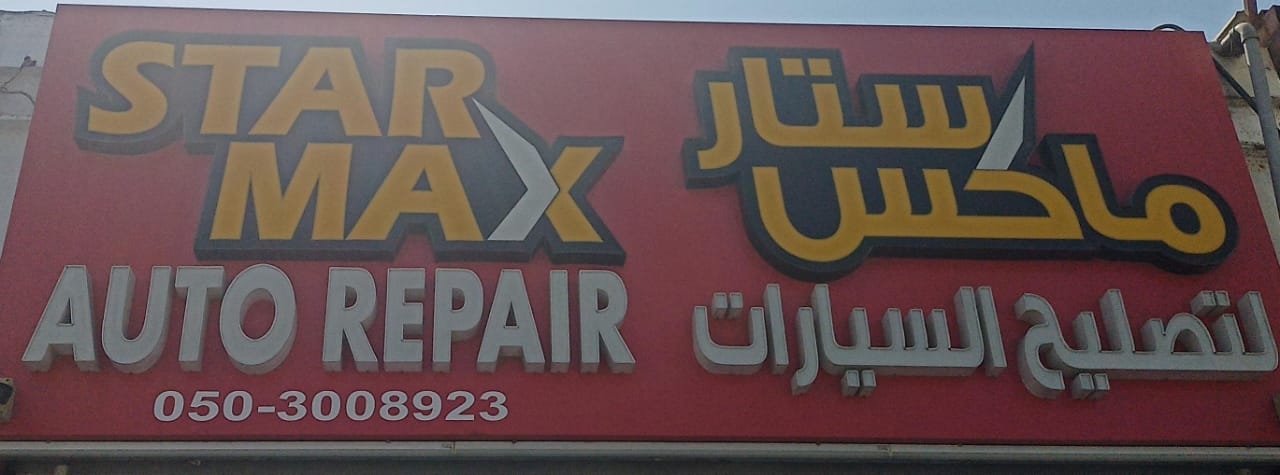 STAR
MAX
AUTO REPAIR
050-3008923
ستار
ماكس
لتصليح السيارات